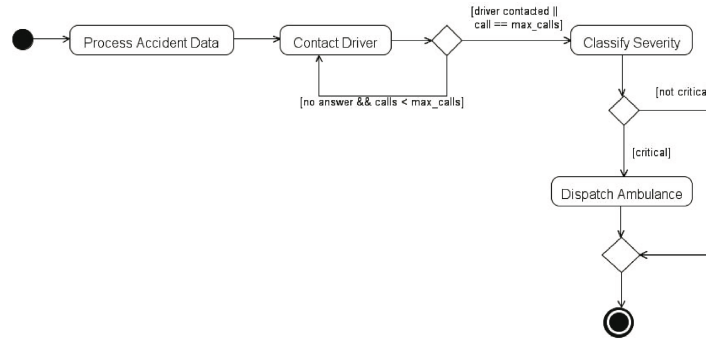 [driver contacted ||
call == max_calls]
Process Accident Data
Contact Driver
Classify Severity
[no answer && calls < max_calls]
[not critica
[critical]
Dispatch Ambulance